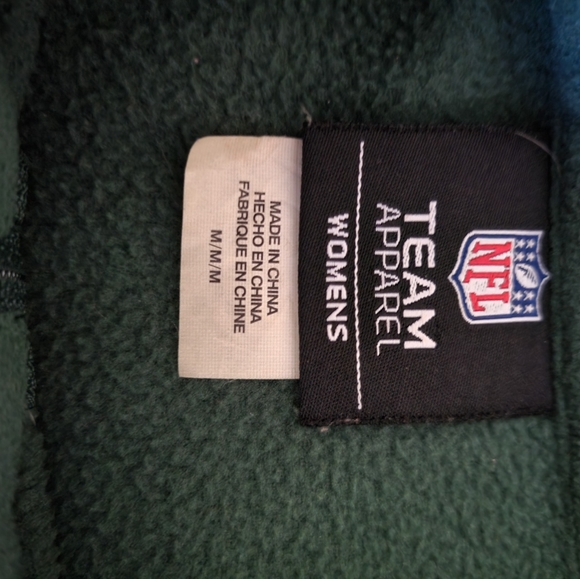 NFL
TEAM
APPAREL
WOMENS
MADE IN CHINA
HECHO EN CHINA
FABRIQUE EN CHINE
M/M/M